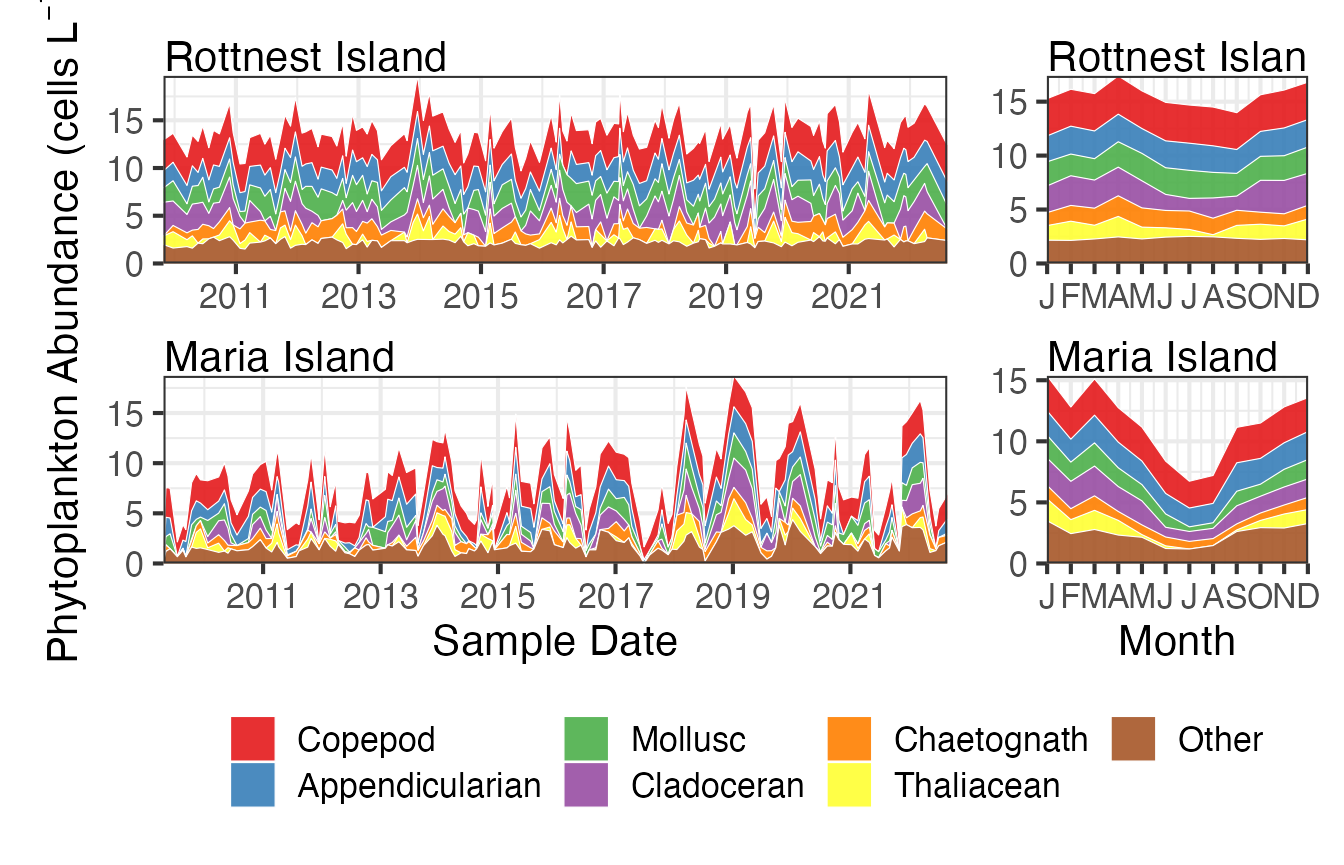 Phytoplankton Abundance (cells L⁻
Rottnest Island
15
10
5
0
2011 2013 2015 2017 2019 2021
Rottnest Islan
15
10
5
0
J F M A M J J A S O N D
Maria Island
15
10
5
0
2011 2013 2015 2017 2019 2021
Sample Date
Maria Island
15
10
5
0
J F M A M J J A S O N D
Month
Copepod Mollusc Chaetognath Other
Appendicularian Cladoceran Thaliacean